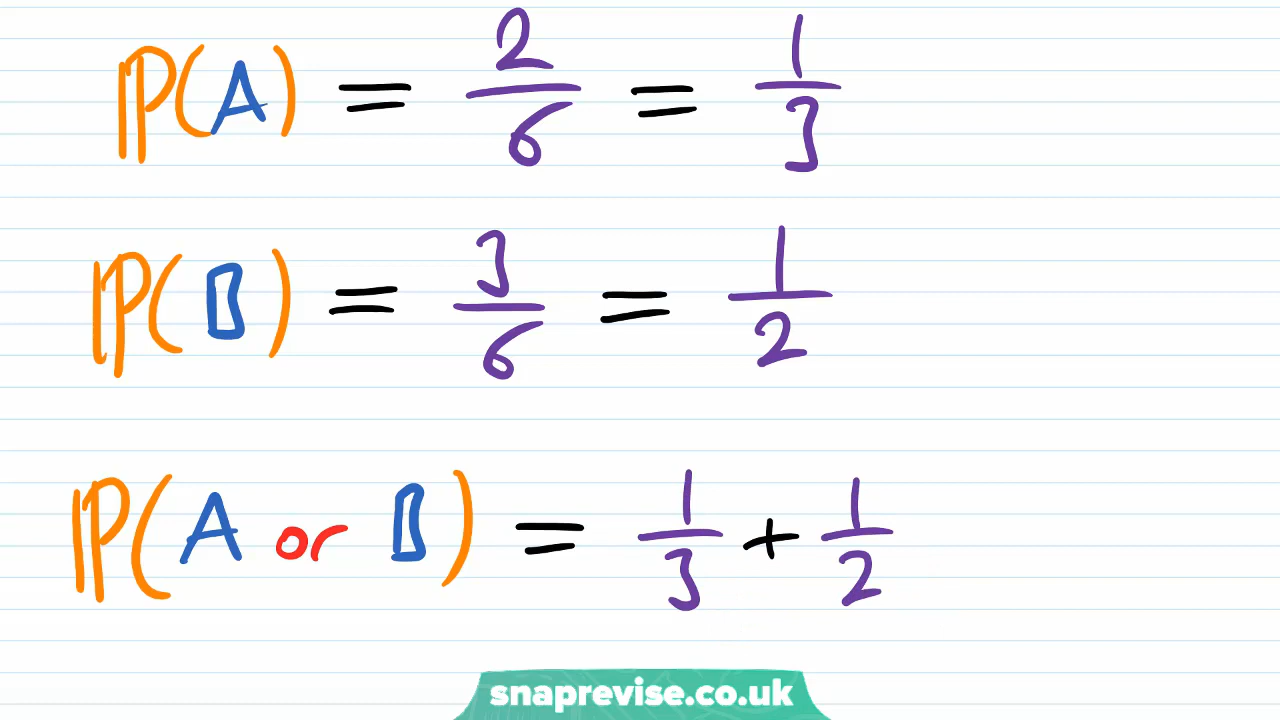 ℙ(A) = 2/6 = 1/3
ℙ(B) = 3/6 = 1/2
ℙ(A or B) = 1/3 + 1/2
snaprevise.co.uk